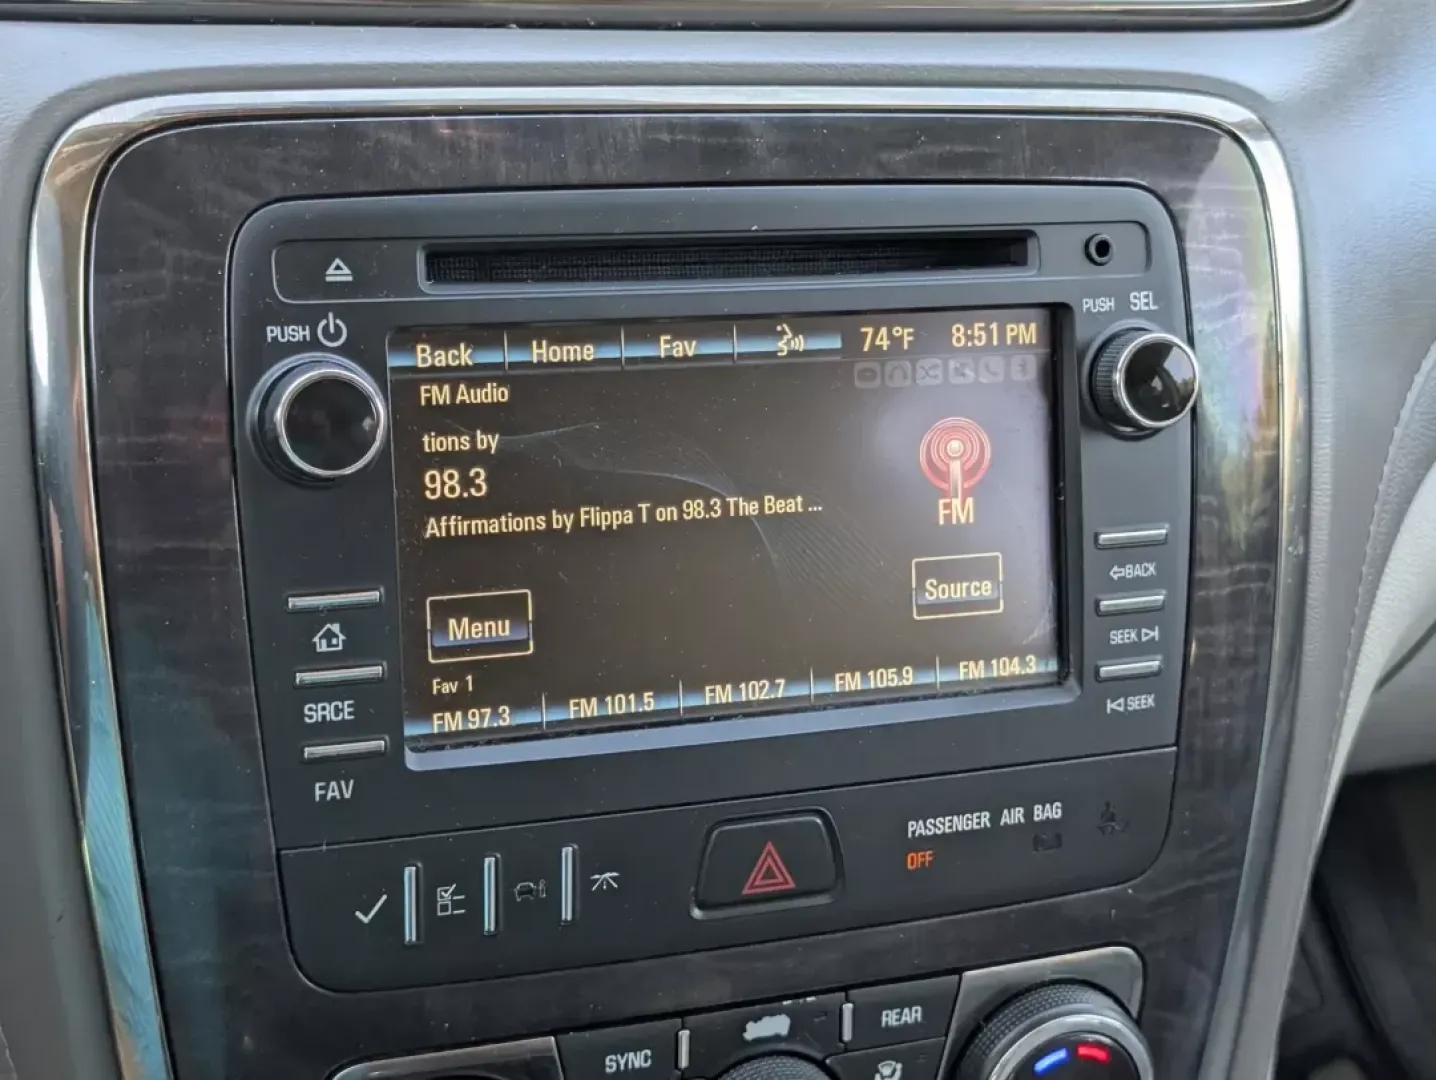 PUSH
PUSH SEL
Back Home Fav 74°F 8:51 PM
FM Audio
tions by
98.3
Affirmations by Flippa T on 98.3 The Beat ...
FM
Menu
Source
Fav 1
FM 97.3 FM 101.5 FM 102.7 FM 105.9 FM 104.3
BACK
SEEK
SEEK
SRCE
FAV
PASSENGER AIR BAG
OFF
REAR
SYNC